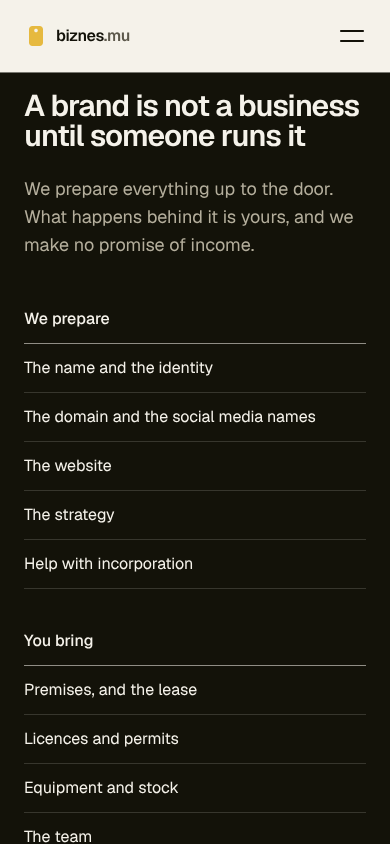 biznes.mu
A brand is not a business
until someone runs it
We prepare everything up to the door.
What happens behind it is yours, and we
make no promise of income.
We prepare
The name and the identity
The domain and the social media names
The website
The strategy
Help with incorporation
You bring
Premises, and the lease
Licences and permits
Equipment and stock
The team